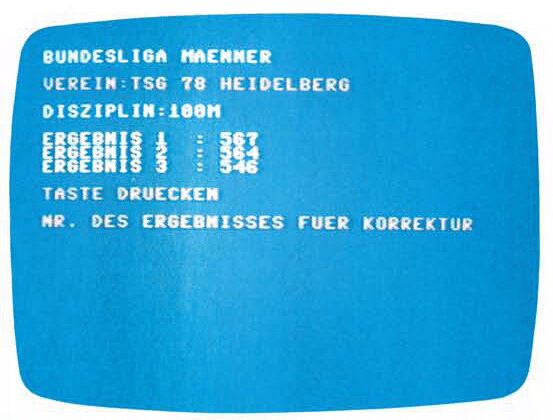 BUNDESLIGA MAENNER
VEREIN:TSG 78 HEIDELBERG
DISZIPLIN:100M
ERGEBNIS 1 : 567
ERGEBNIS 2 : 564
ERGEBNIS 3 : 546
TASTE DRUECKEN
NR. DES ERGEBNISSES FUER KORREKTUR